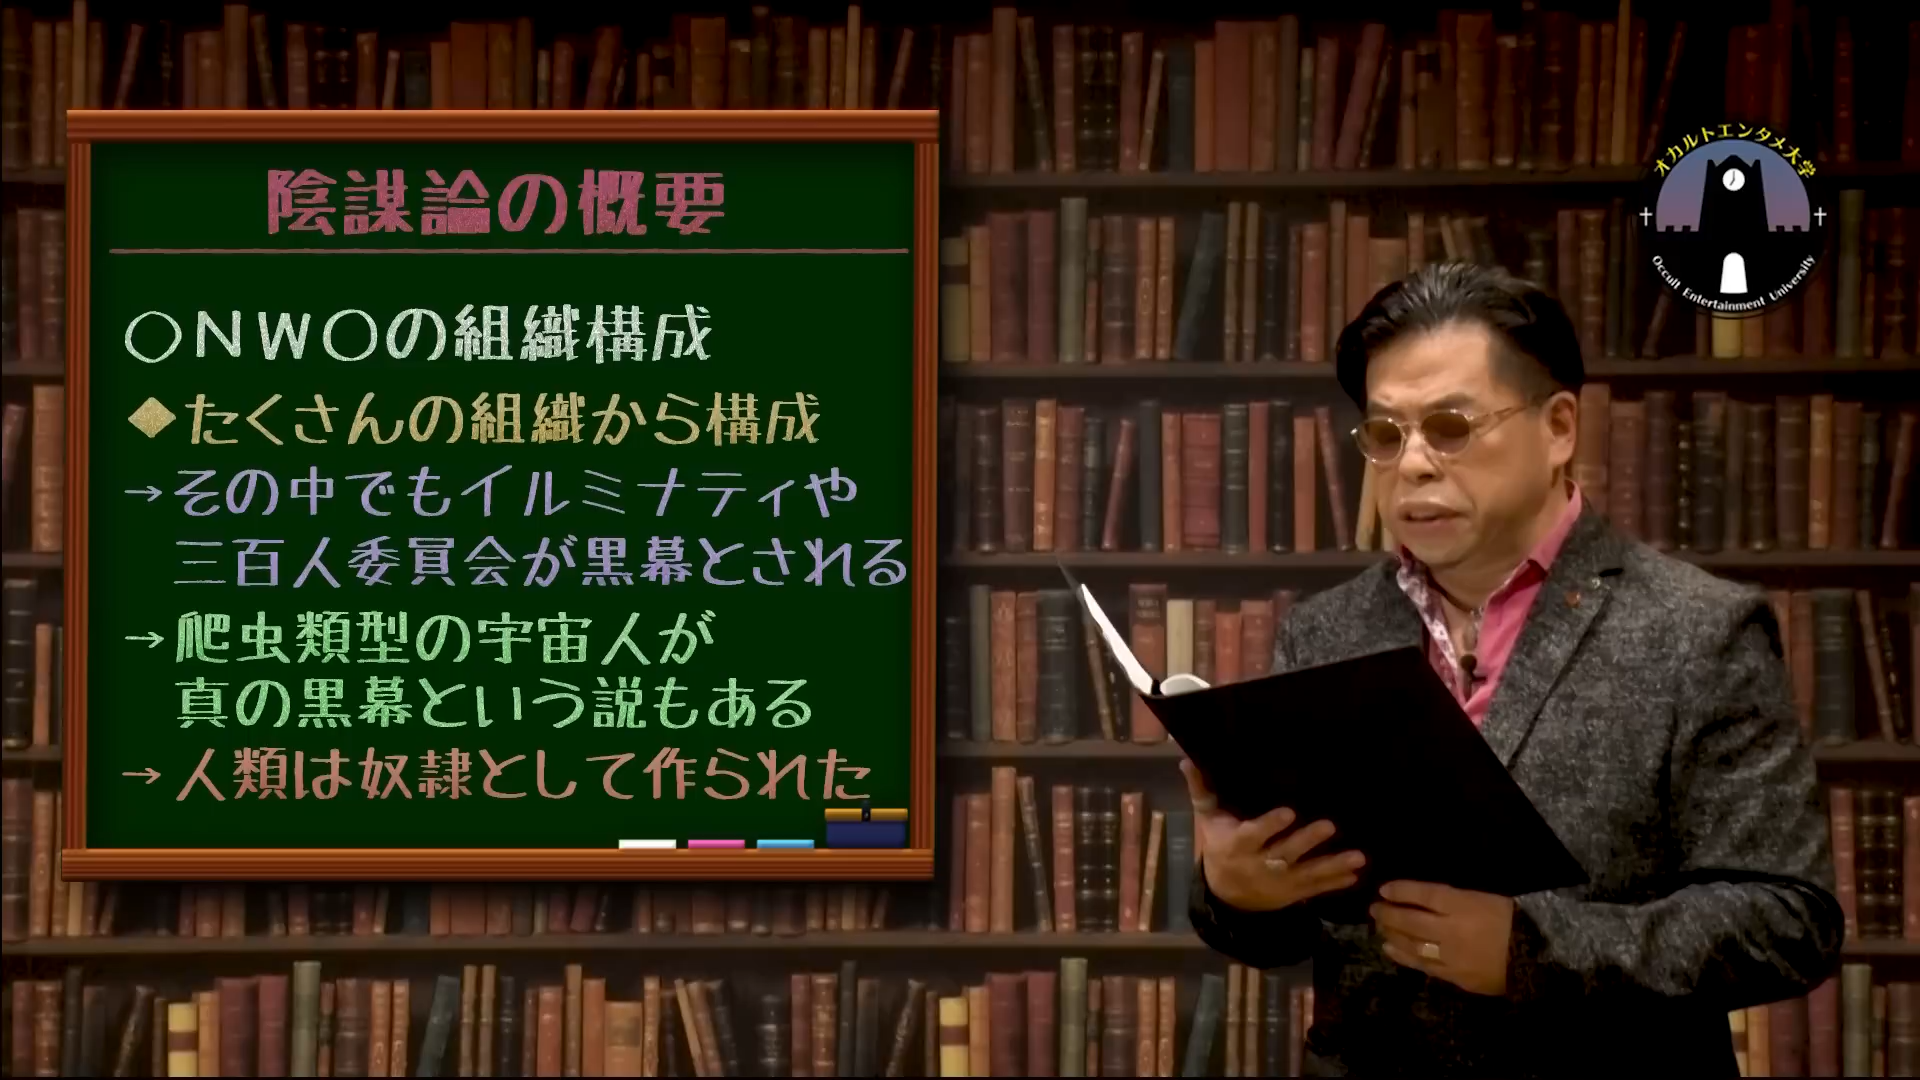 陰謀論の概要
○NW○の組織構成
◆たくさんの組織から構成
→その中でもイルミナティや
三百人委員会が黒幕とされる
→爬虫類型の宇宙人が
真の黒幕という説もある
→人類は奴隷として作られた
オカルトエンタメ大学
Occult Entertainment University